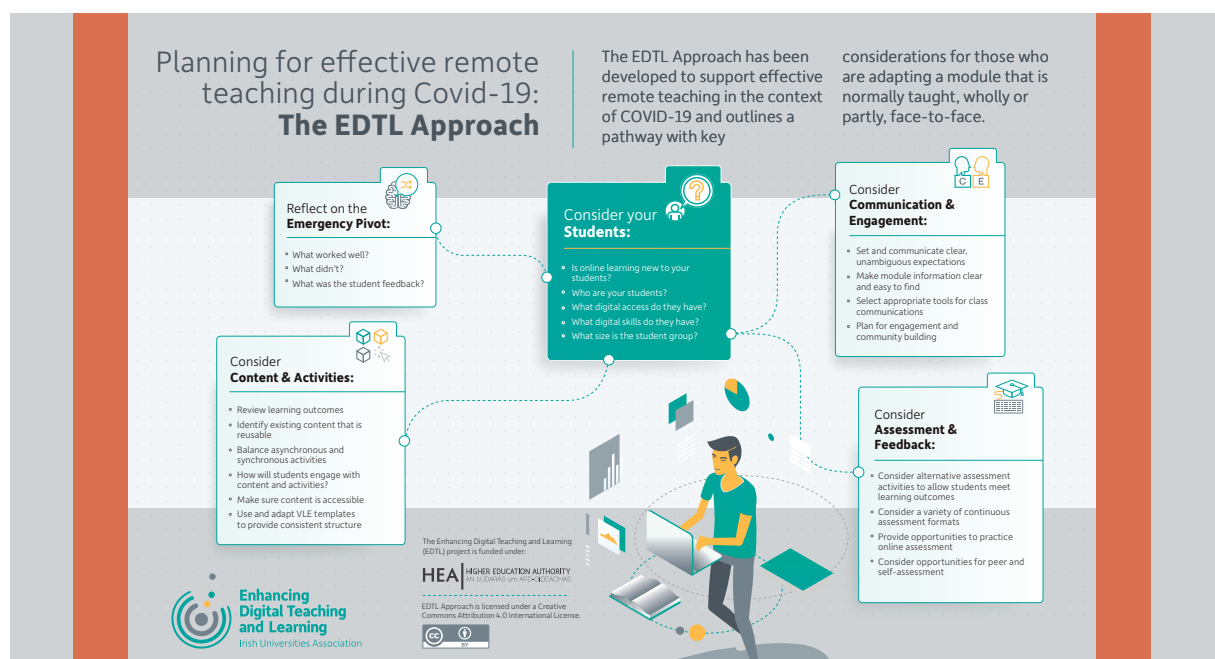 Planning for effective remote
teaching during Covid-19:
The EDTL Approach
The EDTL Approach has been
developed to support effective
remote teaching in the context
of COVID-19 and outlines a
pathway with key
considerations for those who
are adapting a module that is
normally taught, wholly or
partly, face-to-face.
Reflect on the
Emergency Pivot:
What worked well?
What didn't?
What was the student feedback?
Consider your
Students:
Is online learning new to your
students?
Who are your students?
What digital access do they have?
What digital skills do they have?
What size is the student group?
C E
Consider
Communication &
Engagement:
Set and communicate clear,
unambiguous expectations
Make module information clear
and easy to find
Select appropriate tools for class
communications
Plan for engagement and
community building
Consider
Content & Activities:
Review learning outcomes
Identify existing content that is
reusable
Balance asynchronous and
synchronous activities
How will students engage with
content and activities?
Make sure content is accessible
Use and adapt VLE templates
to provide consistent structure
Consider
Assessment &
Feedback:
Consider alternative assessment
activities to allow students meet
learning outcomes
Consider a variety of continuous
assessment formats
Provide opportunities to practice
online assessment
Consider opportunities for peer and
self-assessment
Enhancing
Digital Teaching
and Learning
Irish Universities Association
The Enhancing Digital Teaching and Learning
(EDTL) project is funded under:
HEA HIGHER EDUCATION AUTHORITY
AN tÚDARÁS um ARD-OIDEACHAS
EDTL Approach is licensed under a Creative
Commons Attribution 4.0 International License.
cc
BY